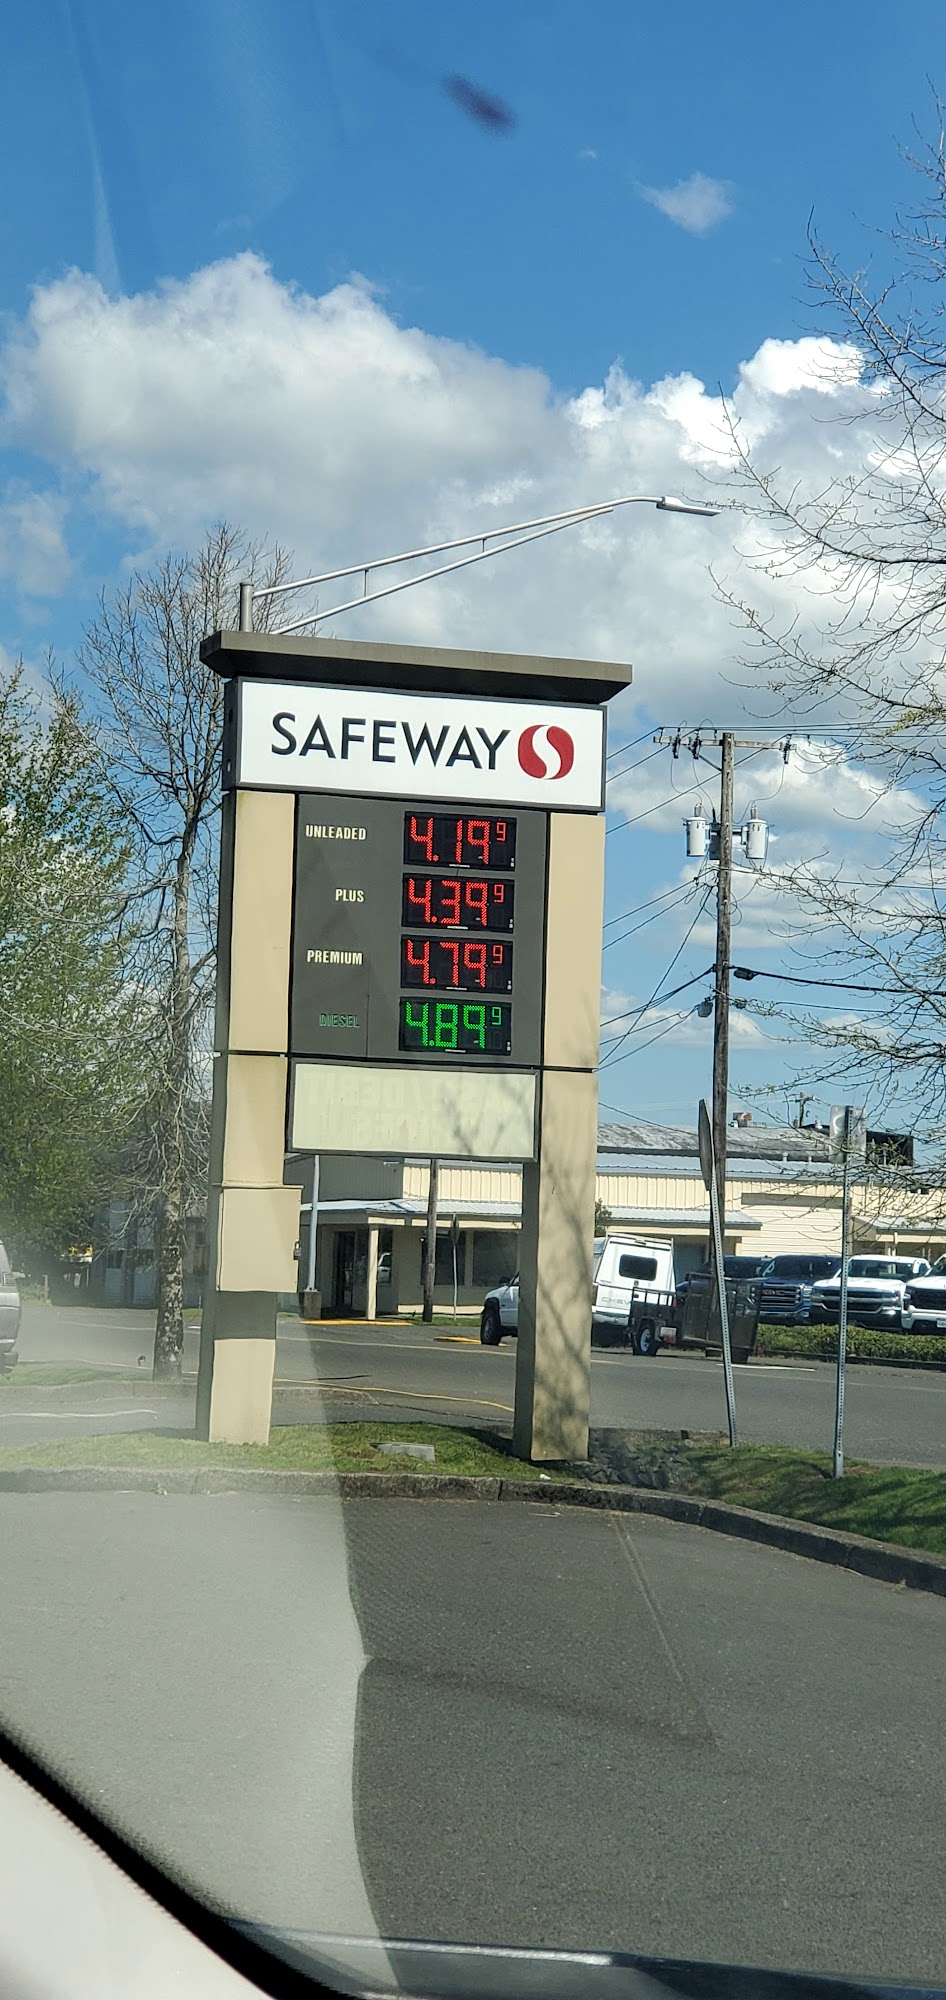 SAFEWAY
UNLEADED 4.19 9
PLUS 4.39 9
PREMIUM 4.79 9
DIESEL 4.89 9